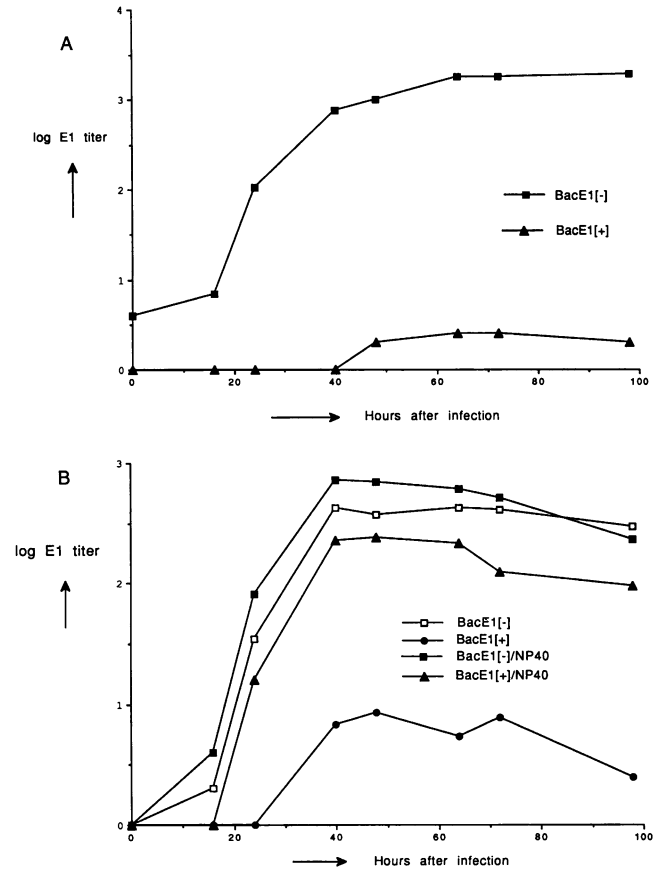 A
4
3
log E1 titer
2
BacE1[-]
BacE1[+]
1
0
0 20 40 60 80 100
Hours after infection
B
3
log E1 titer
2
BacE1[-]
BacE1[+]
BacE1[-]/NP40
BacE1[+]/NP40
1
0
0 20 40 60 80 100
Hours after infection